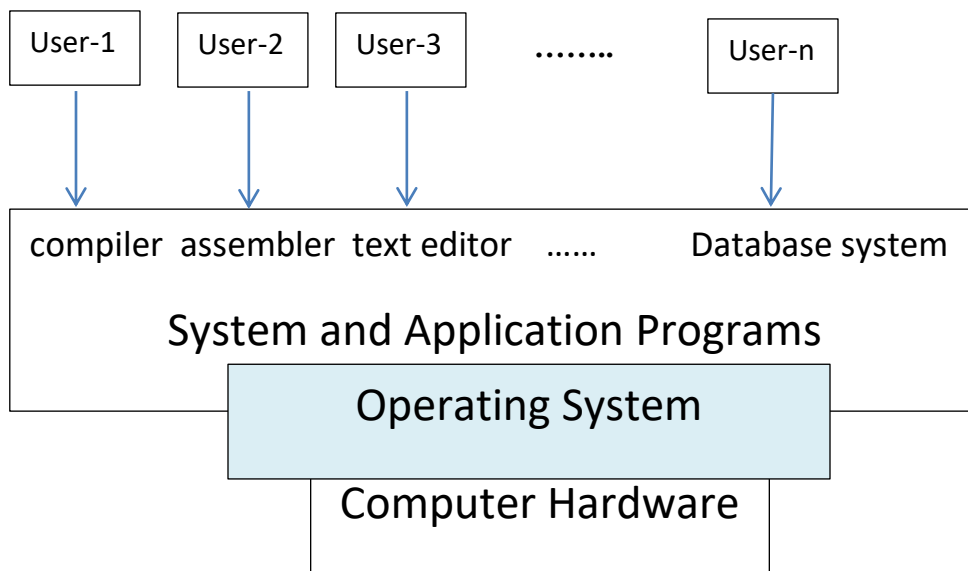 User-1 User-2 User-3 ........ User-n
compiler assembler text editor ...... Database system
System and Application Programs
Operating System
Computer Hardware